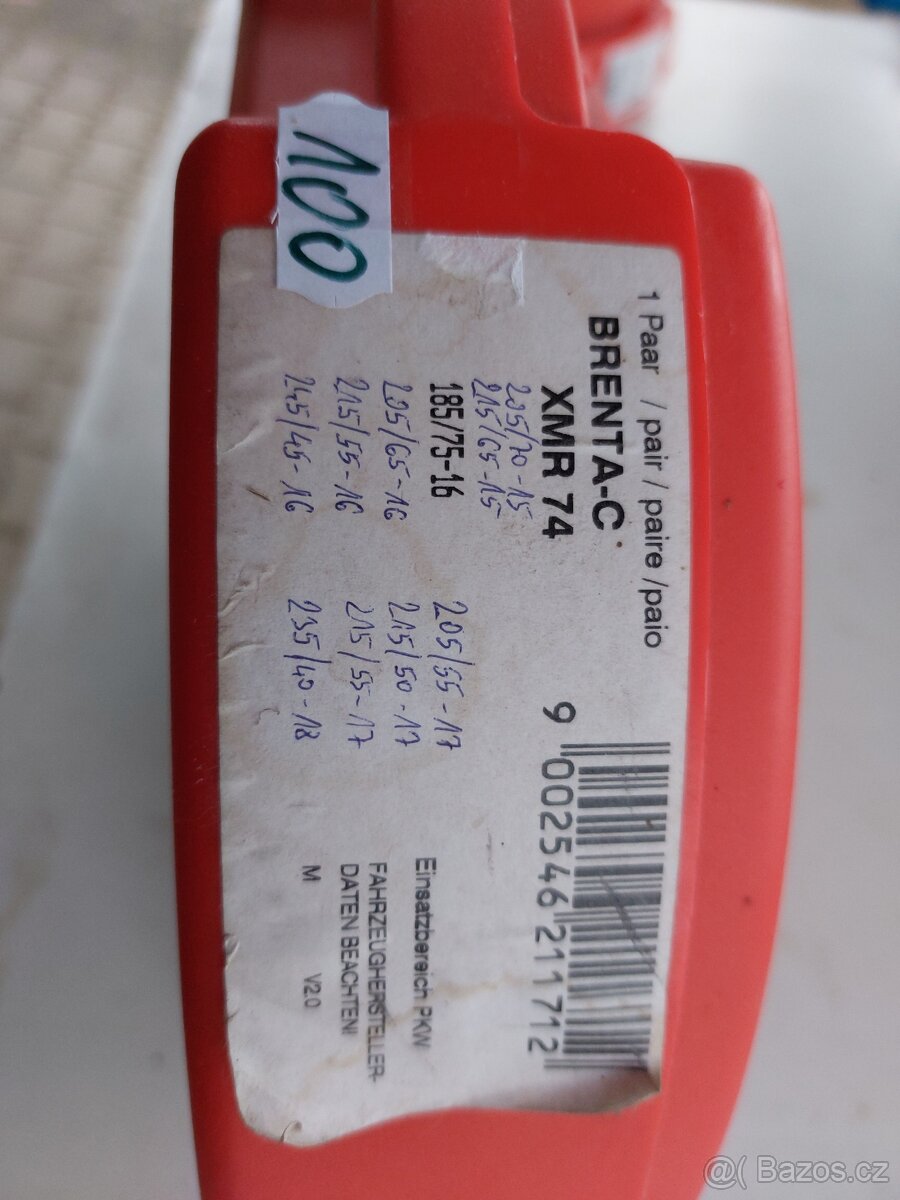 100
1 Paar / pair / paire /paio
BRENTA-C
XMR 74
9 002546 211712
205/70-15
215/65-15
185/75-16
205/65-16
215/55-16
245/45-16
205/55-17
215/50-17
215/55-17
235/40-18
Einsatzbereich PKW
FAHRZEUGHERSTELLER-
DATEN BEACHTEN!
M V2.0
@( Bazos.cz